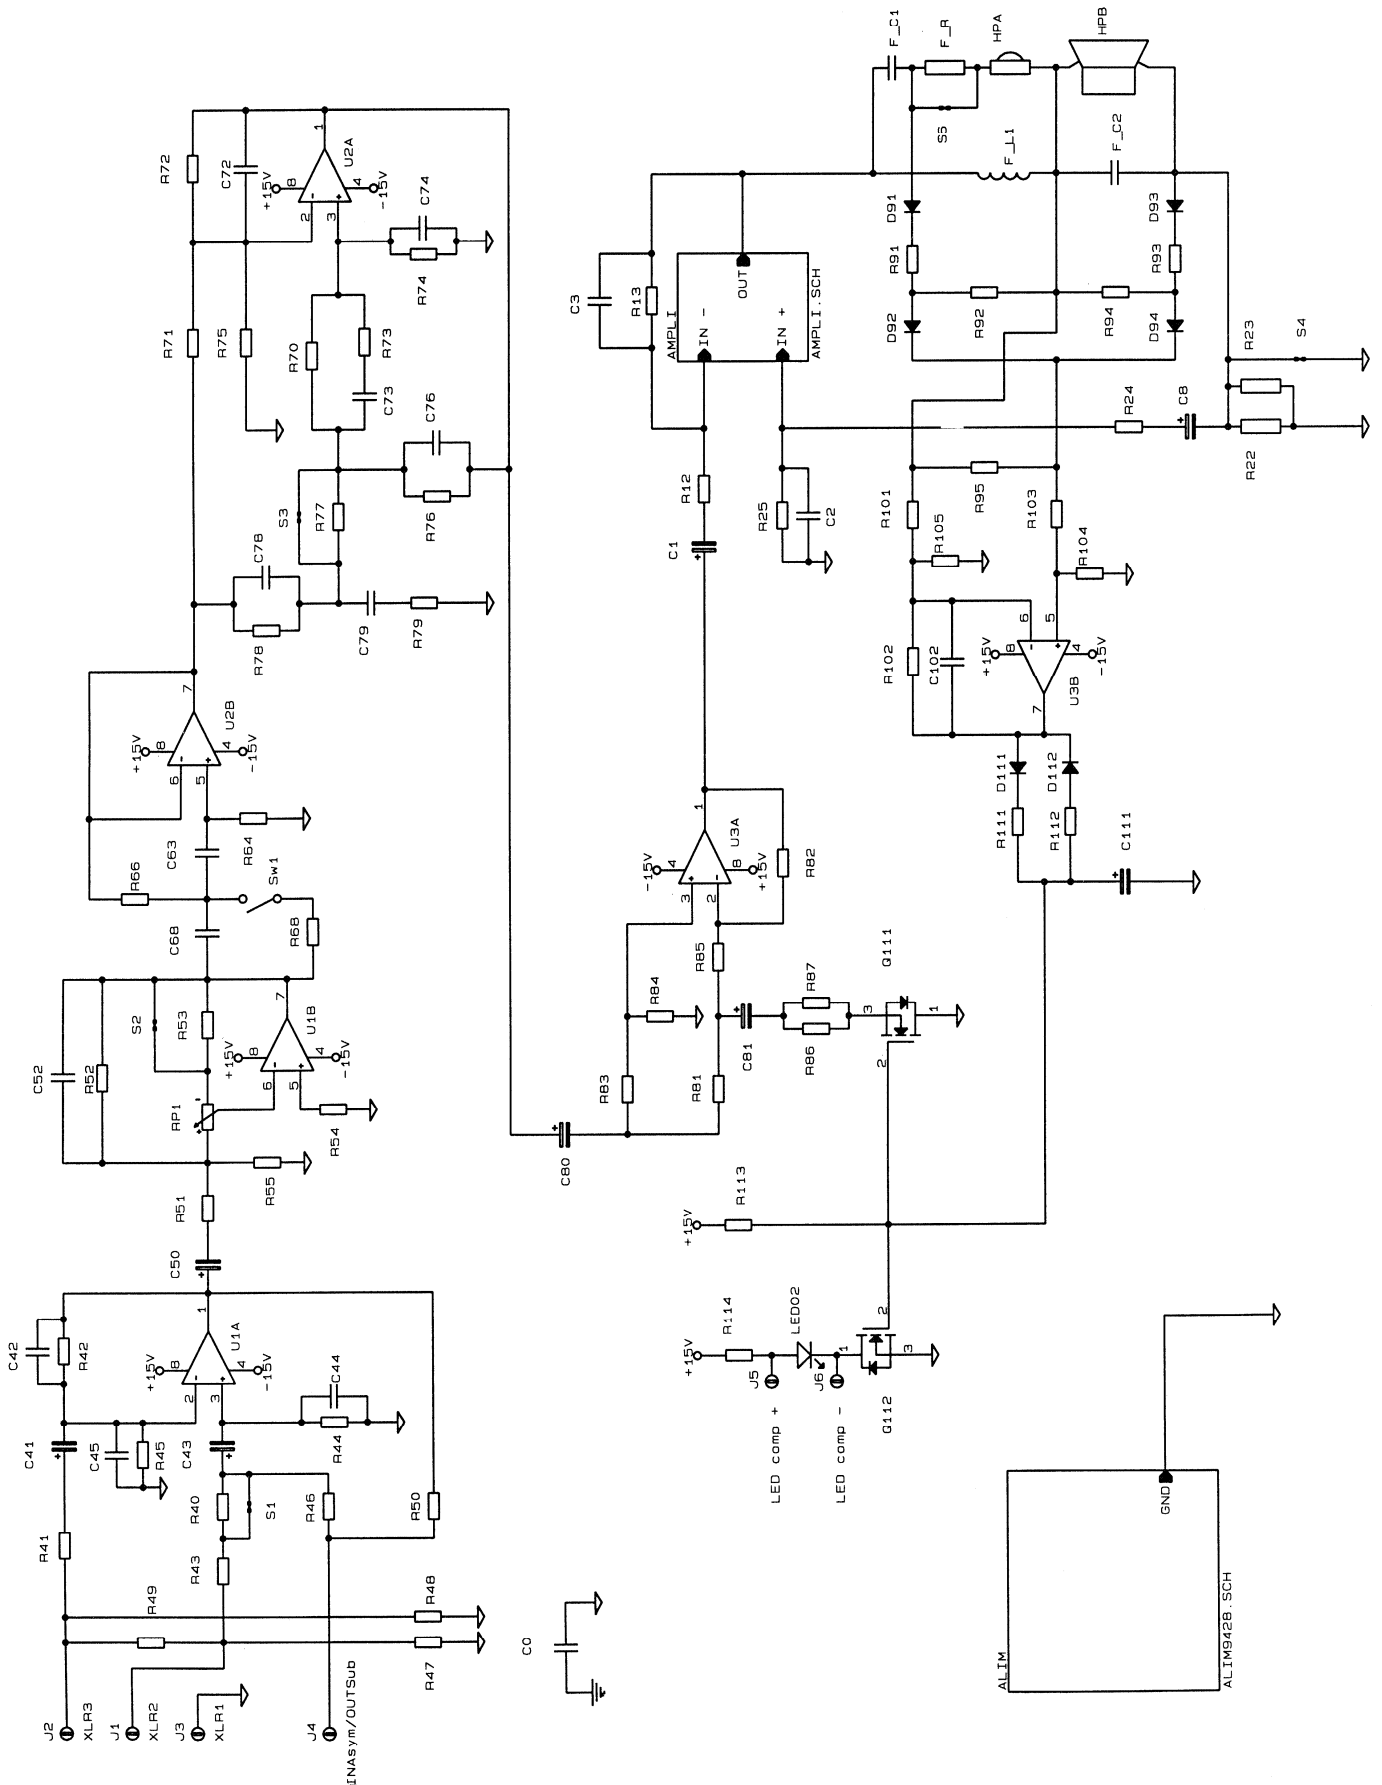 J2
XLR3
J1
XLR2
J3
XLR1
J4
INAsym/OUTSub
R49
R48
R47
R41
R43
R40
S1
R46
R50
C41
+
C45
R45
C43
+
C42
R42
R44
C44
+15V
8
2
-
3
+
1
4
-15V
U1A
C50
+
R51
R55
C52
R52
RP1
+
-
S2
R53
R54
+15V
8
6
-
5
+
7
4
-15V
U1B
C68
R66
SW1
R68
C63
R64
+15V
8
6
-
5
+
7
4
-15V
U2B
R78
C78
C79
R79
S3
R77
R76
C76
R70
C73
R73
R71
R75
R72
C72
+15V
8
2
-
3
+
1
4
-15V
U2A
R74
C74
C0
C80
+
R83
R81
R84
R85
C81
+
R86
R87
3
2
1
Q111
-15V
4
3
+
2
-
1
8
+15V
U3A
R82
C1
+
R12
C3
R13
AMPLI
IN -
IN +
OUT
AMPLI.SCH
R25
C2
R24
C8
+
R22
R23
S4
F_C1
F_R
HPA
HPB
S5
F_L1
F_C2
D91
R91
D92
R92
D93
R93
D94
R94
R95
R101
R105
R103
R104
R102
C102
+15V
8
6
-
5
+
7
4
-15V
U3B
D111
R111
D112
R112
C111
+
+15V
R113
+15V
R114
LED02
J5
J6
LED comp +
LED comp -
1
2
3
Q112
ALIM
GND
ALIM942B.SCH